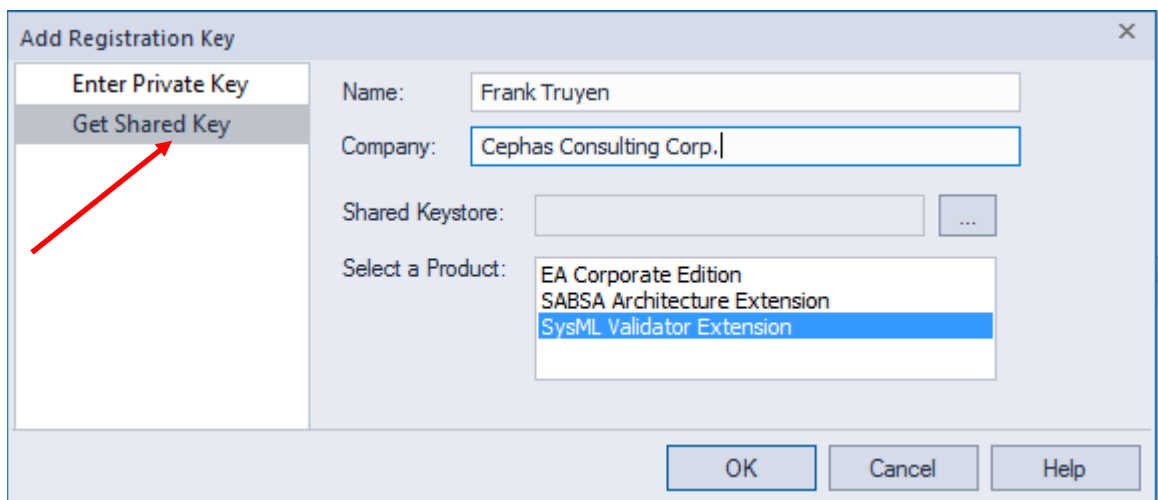 Add Registration Key
Enter Private Key
Get Shared Key
Name: Frank Truyen
Company: Cephas Consulting Corp.
Shared Keystore: ...
Select a Product:
EA Corporate Edition
SABSA Architecture Extension
SysML Validator Extension
OK Cancel Help